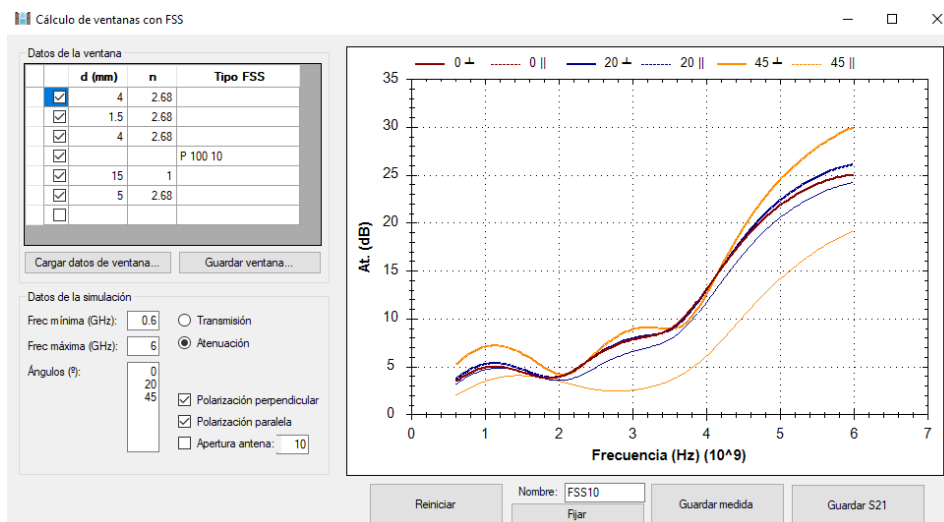 Cálculo de ventanas con FSS
Datos de la ventana
d (mm) n Tipo FSS
4 2.68
1.5 2.68
4 2.68
P 100 10
15 1
5 2.68
Cargar datos de ventana... Guardar ventana...
Datos de la simulación
Frec mínima (GHz): 0.6 Transmisión
Frec máxima (GHz): 6 Atenuación
Ángulos (º): 0
20
45
Polarización perpendicular
Polarización paralela
Apertura antena: 10
0 ┴ 0 || 20 ┴ 20 || 45 ┴ 45 ||
35
30
25
20
15
10
5
0
At. (dB)
0 1 2 3 4 5 6 7
Frecuencia (Hz) (10^9)
Reiniciar
Nombre: FSS10
Fijar
Guardar medida
Guardar S21